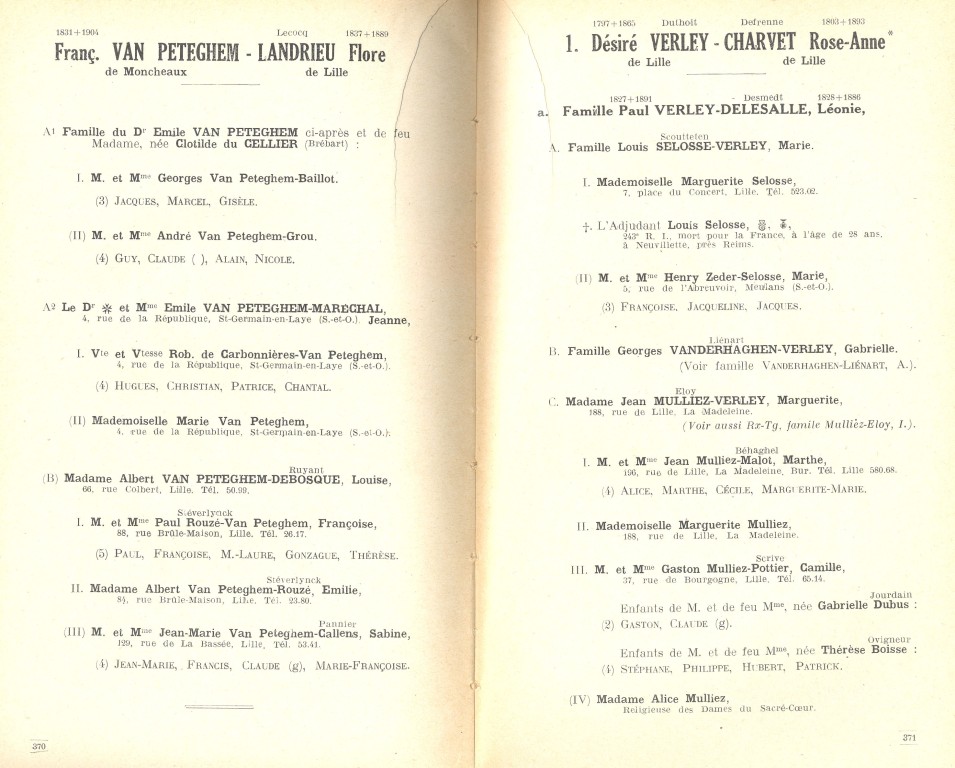 1831+1904 Lecocq 1837+1889
Franç. VAN PETEGHEM - LANDRIEU Flore
de Moncheaux de Lille
A¹ Famille du Dʳ Emile VAN PETEGHEM ci-après et de feu
Madame, née Clotilde du CELLIER (Brébart) :
I. M. et Mᵐᵉ Georges Van Peteghem-Baillot.
(3) JACQUES, MARCEL, GISÈLE.
(II) M. et Mᵐᵉ André Van Peteghem-Grou.
(4) GUY, CLAUDE ( ), ALAIN, NICOLE.
A² Le Dʳ ☼ et Mᵐᵉ Emile VAN PETEGHEM-MARÉCHAL,
4, rue de la République, St-Germain-en-Laye (S.-et-O.) Jeanne,
I. Vᵗᵉ et Vᵗᵉˢˢᵉ Rob. de Carbonnières-Van Peteghem,
4, rue de la République, St-Germain-en-Laye (S.-et-O.).
(4) HUGUES, CHRISTIAN, PATRICE, CHANTAL.
(II) Mademoiselle Marie Van Peteghem,
4, rue de la République, St-Germain-en-Laye (S.-et-O.).
Ruyant
(B) Madame Albert VAN PETEGHEM-DEBOSQUE, Louise,
66, rue Colbert, Lille. Tél. 50.99.
Stéverlynck
I. M. et Mᵐᵉ Paul Rouzé-Van Peteghem, Françoise,
88, rue Brûle-Maison, Lille. Tél. 26.17.
(5) PAUL, FRANÇOISE, M.-LAURE, GONZAGUE, THÉRÈSE.
Stéverlynck
II. Madame Albert Van Peteghem-Rouzé, Emilie,
84, rue Brûle-Maison, Lille, Tél. 23.80.
Pannier
(III) M. et Mᵐᵉ Jean-Marie Van Peteghem-Callens, Sabine,
129, rue de La Bassée, Lille, Tél. 53.41.
(4) JEAN-MARIE, FRANCIS, CLAUDE (g), MARIE-FRANÇOISE.
370
1797+1865 Duthoit Defrenne 1803+1893
1. Désiré VERLEY - CHARVET Rose-Anne*
de Lille de Lille
1827+1891 - Desmedt 1828+1886
a. Famille Paul VERLEY-DELESALLE, Léonie,
Scoutteten
A. Famille Louis SELOSSE-VERLEY, Marie.
I. Mademoiselle Marguerite Selosse,
7, place du Concert, Lille. Tél. 523.02.
†. L'Adjudant Louis Selosse,
243ᵉ R. I., mort pour la France, à l'âge de 28 ans,
à Neuvillette, près Reims.
(II) M. et Mᵐᵉ Henry Zeder-Selosse, Marie,
5, rue de l'Abreuvoir, Meulans (S.-et-O.).
(3) FRANÇOISE, JACQUELINE, JACQUES.
Liénart
B. Famille Georges VANDERHAGHEN-VERLEY, Gabrielle.
(Voir famille VANDERHAGHEN-LIÉNART, A.).
Eloy
C. Madame Jean MULLIEZ-VERLEY, Marguerite,
188, rue de Lille, La Madeleine.
(Voir aussi Rx-Tg, famile Mulliez-Eloy, I.).
Béhaghel
I. M. et Mᵐᵉ Jean Mulliez-Malot, Marthe,
196, rue de Lille, La Madeleine, Bur. Tél. Lille 580.68.
(4) ALICE, MARTHE, CÉCILE, MARGUERITE-MARIE.
II. Mademoiselle Marguerite Mulliez,
188, rue de Lille, La Madeleine.
Scrive
III. M. et Mᵐᵉ Gaston Mulliez-Pottier, Camille,
37, rue de Bourgogne, Lille, Tél. 65.14.
Jourdain
Enfants de M. et de feu Mᵐᵉ, née Gabrielle Dubus :
(2) GASTON, CLAUDE (g).
Ovigneur
Enfants de M. et de feu Mᵐᵉ, née Thérèse Boisse :
(4) STÉPHANE, PHILIPPE, HUBERT, PATRICK.
(IV) Madame Alice Mulliez,
Religieuse des Dames du Sacré-Cœur.
371